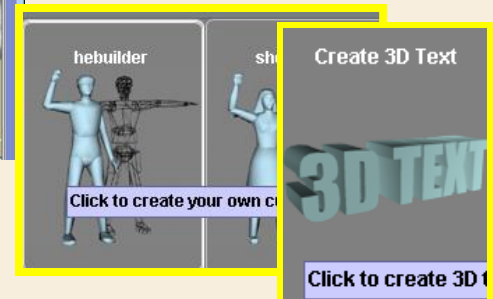 hebuilder
Click to create your own
Create 3D Text
3D TEXT
Click to create 3D